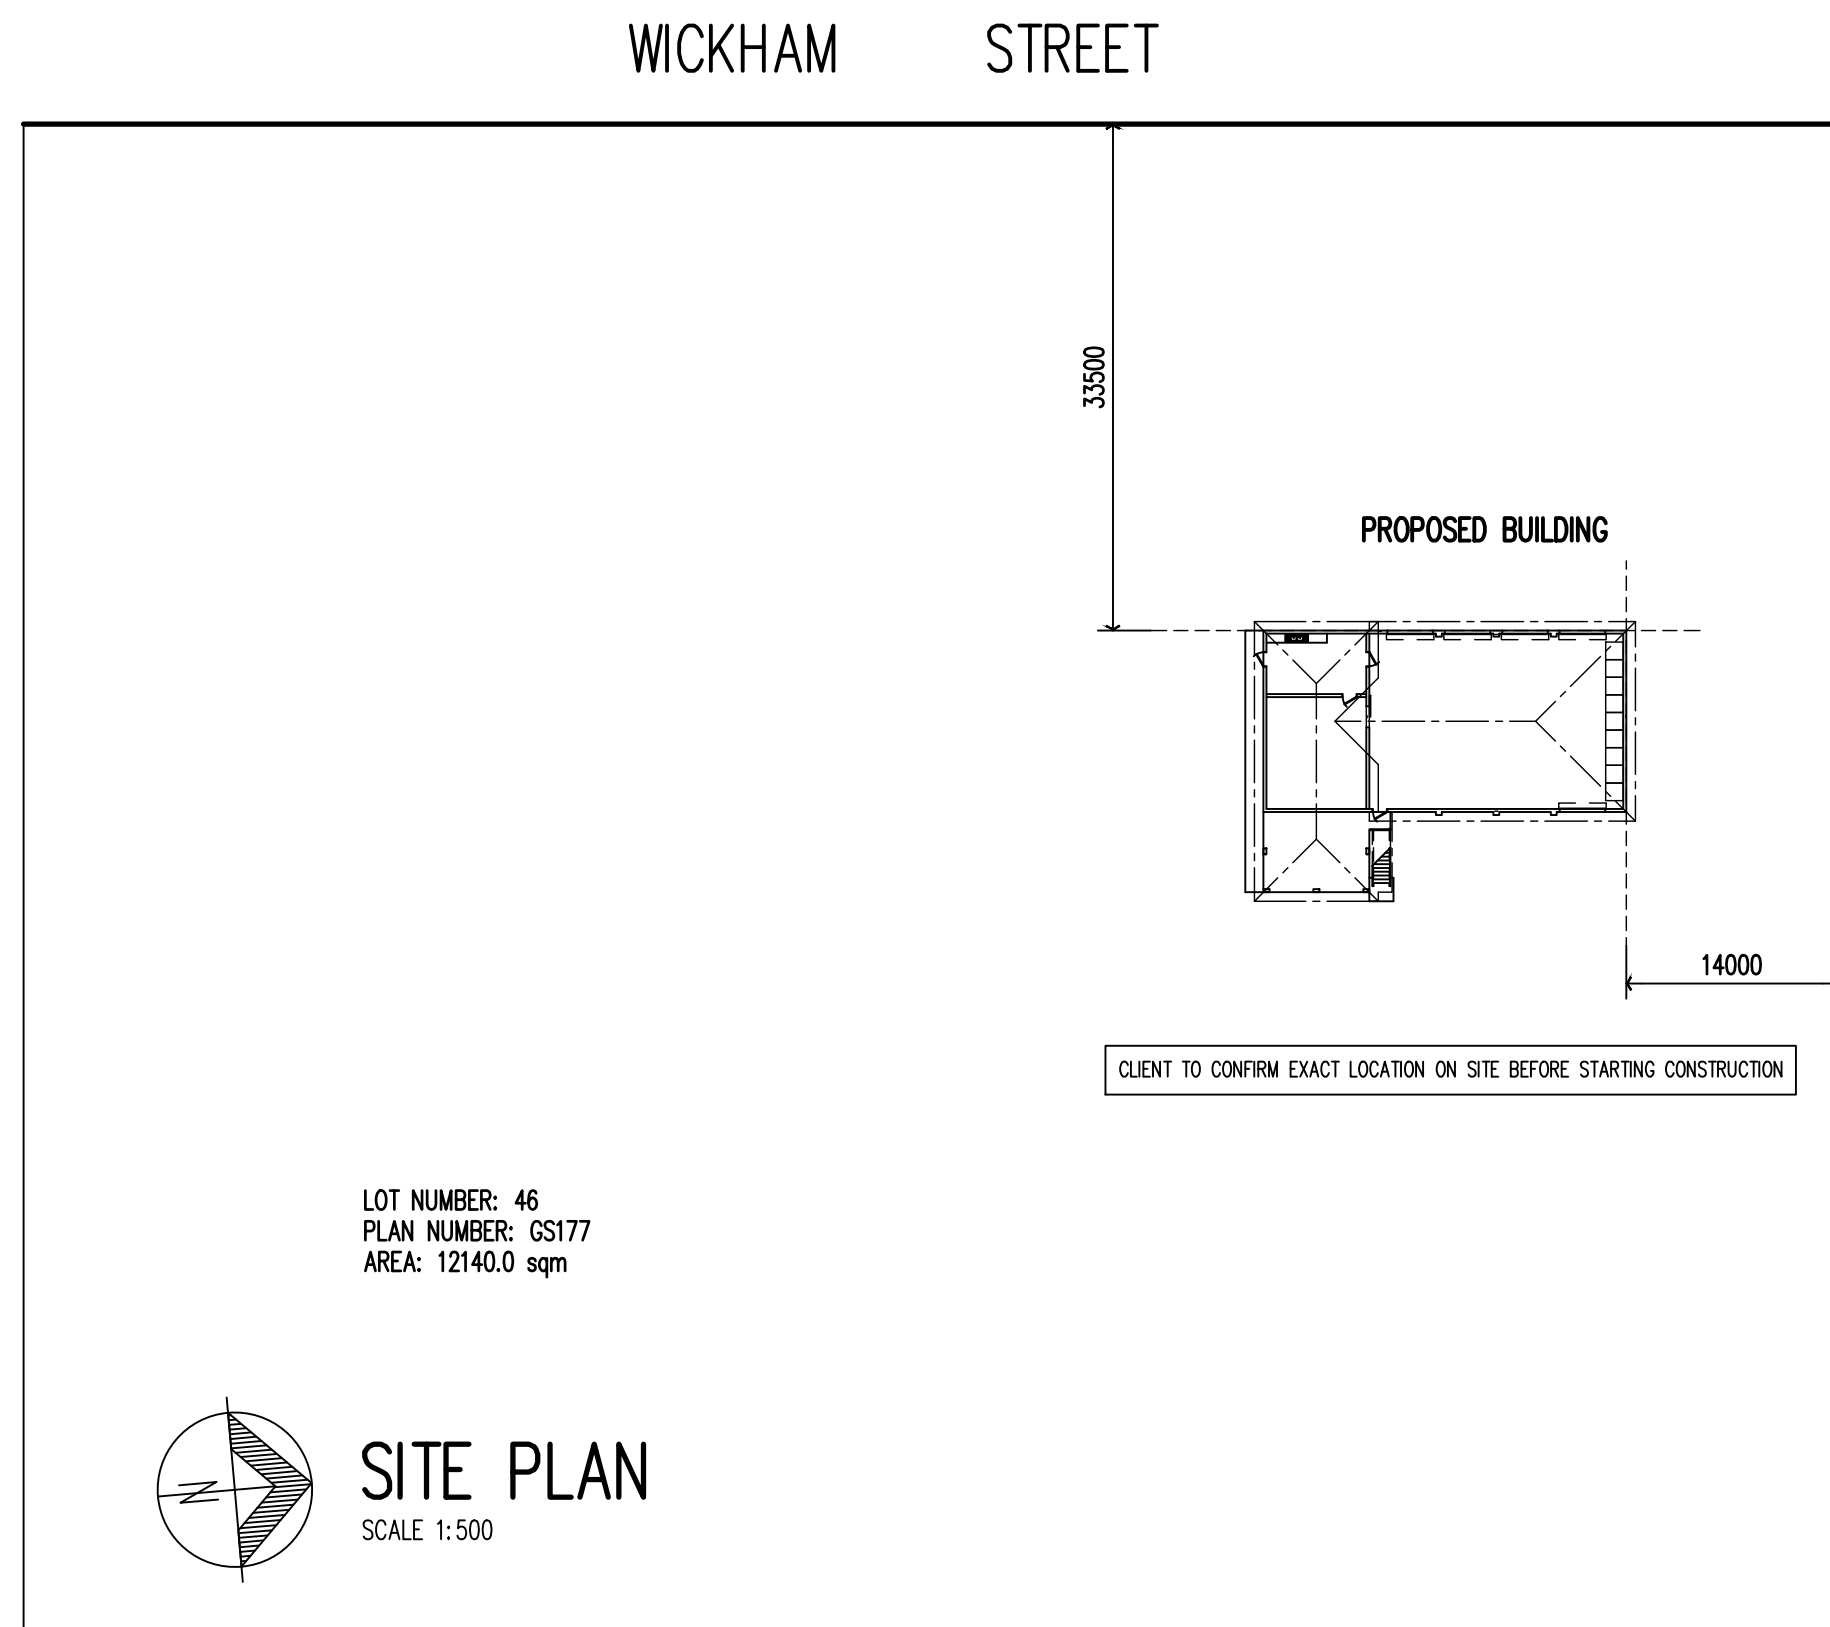 WICKHAM STREET
33500
PROPOSED BUILDING
14000
CLIENT TO CONFIRM EXACT LOCATION ON SITE BEFORE STARTING CONSTRUCTION
LOT NUMBER: 46
PLAN NUMBER: GS177
AREA: 12140.0 sqm
N
SITE PLAN
SCALE 1:500